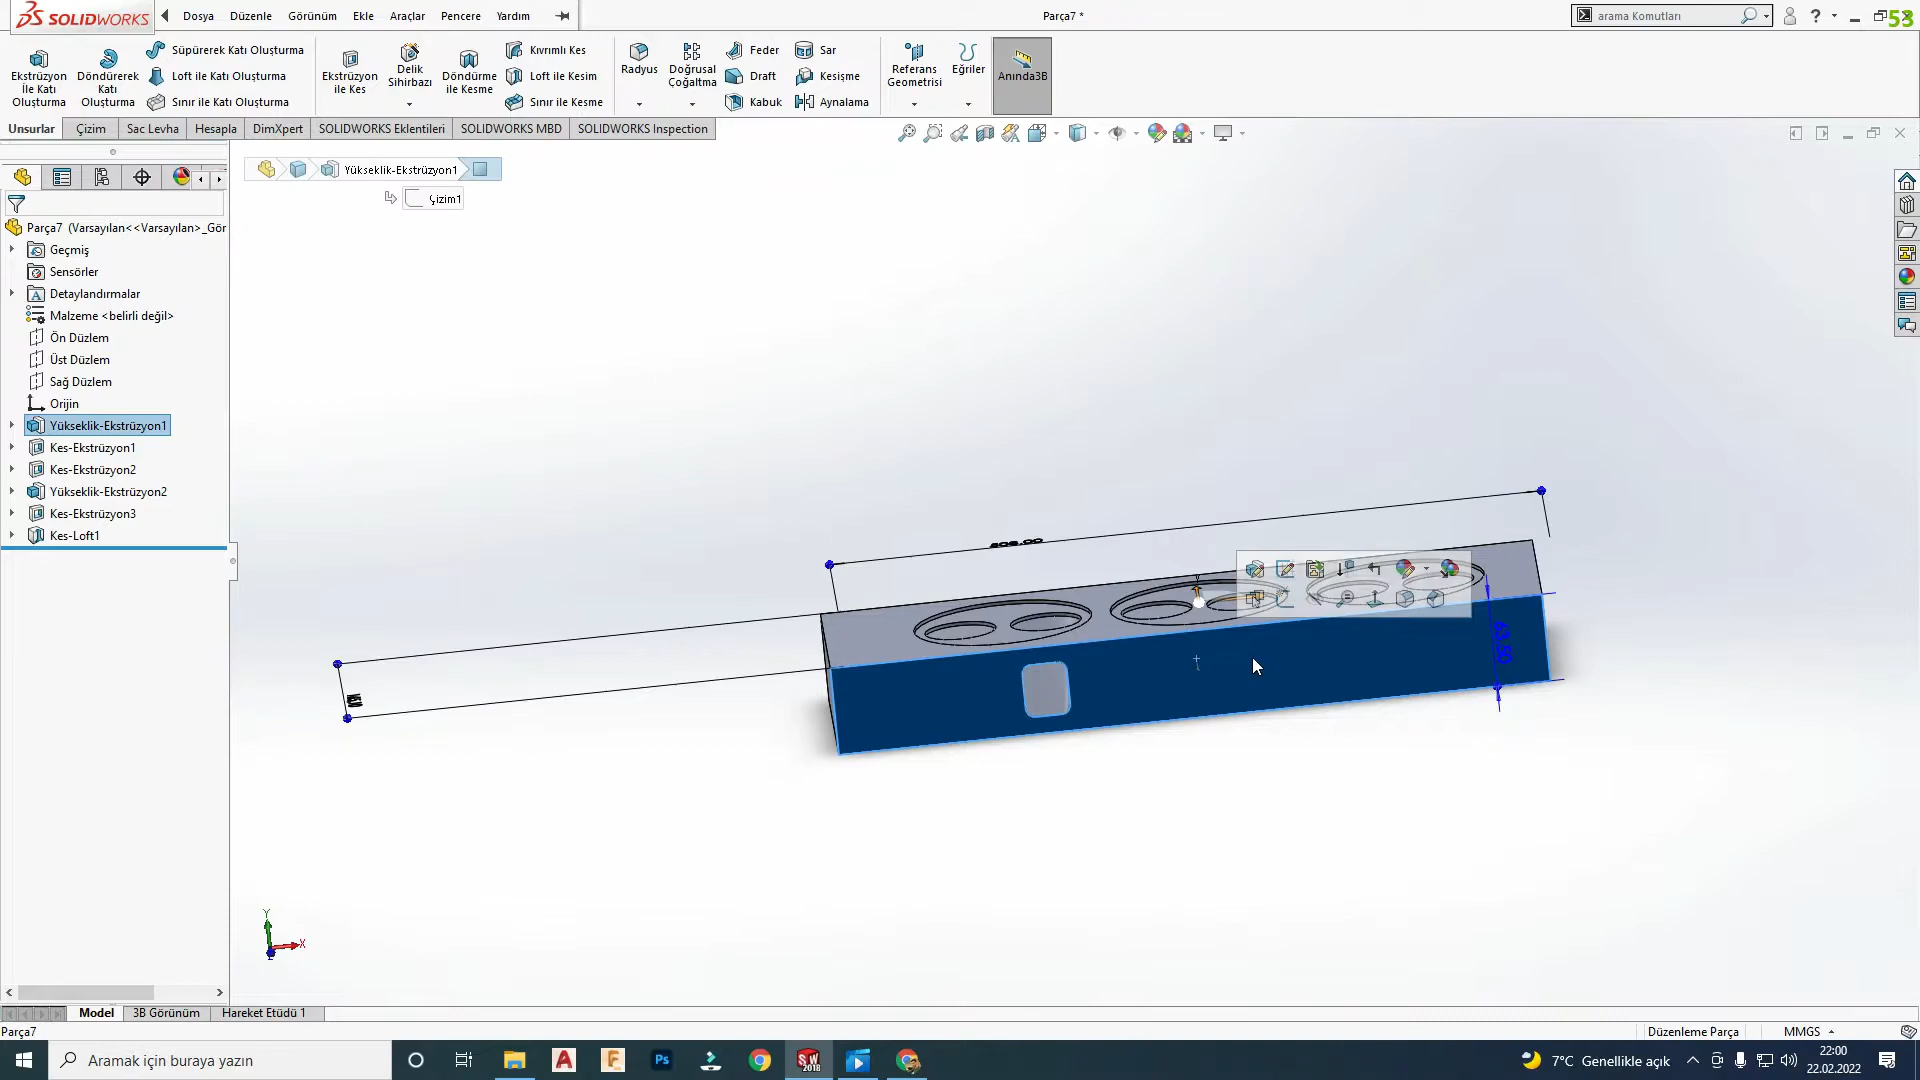 SOLIDWORKS
Dosya
Düzenle
Görünüm
Ekle
Araçlar
Pencere
Yardım
Parça7 *
arama Komutları
?
53
Ekstrüzyon İle Katı Oluşturma
Döndürerek Katı Oluşturma
Süpürerek Katı Oluşturma
Loft ile Katı Oluşturma
Sınır ile Katı Oluşturma
Ekstrüzyon ile Kes
Delik Sihirbazı
Döndürme ile Kesme
Kıvrımlı Kes
Loft ile Kesim
Sınır ile Kesme
Radyus
Doğrusal Çoğaltma
Feder
Draft
Kabuk
Sar
Kesişme
Aynalama
Referans Geometrisi
Eğriler
Anında3B
Unsurlar
Çizim
Sac Levha
Hesapla
DimXpert
SOLIDWORKS Eklentileri
SOLIDWORKS MBD
SOLIDWORKS Inspection
Yükseklik-Ekstrüzyon1
Çizim1
Parça7 (Varsayılan<<Varsayılan>_Gör
Geçmiş
Sensörler
Detaylandırmalar
Malzeme <belirli değil>
Ön Düzlem
Üst Düzlem
Sağ Düzlem
Orijin
Yükseklik-Ekstrüzyon1
Kes-Ekstrüzyon1
Kes-Ekstrüzyon2
Yükseklik-Ekstrüzyon2
Kes-Ekstrüzyon3
Kes-Loft1
Y
X
Model
3B Görünüm
Hareket Etüdü 1
Parça7
Düzenleme Parça
MMGS
Aramak için buraya yazın
A
F
Ps
SW
2018
7°C Genellikle açık
22:00
22.02.2022